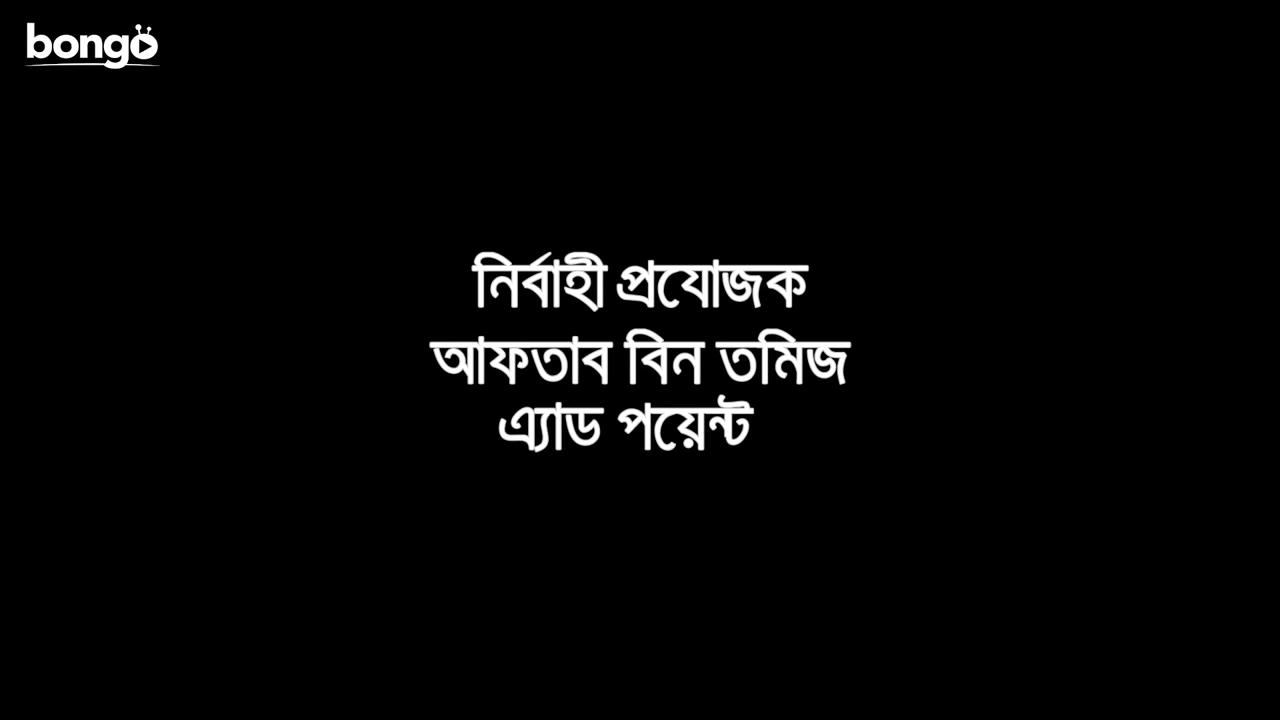 bongo
নির্বাহী প্রযোজক
আফতাব বিন তমিজ
এ্যাড পয়েন্ট